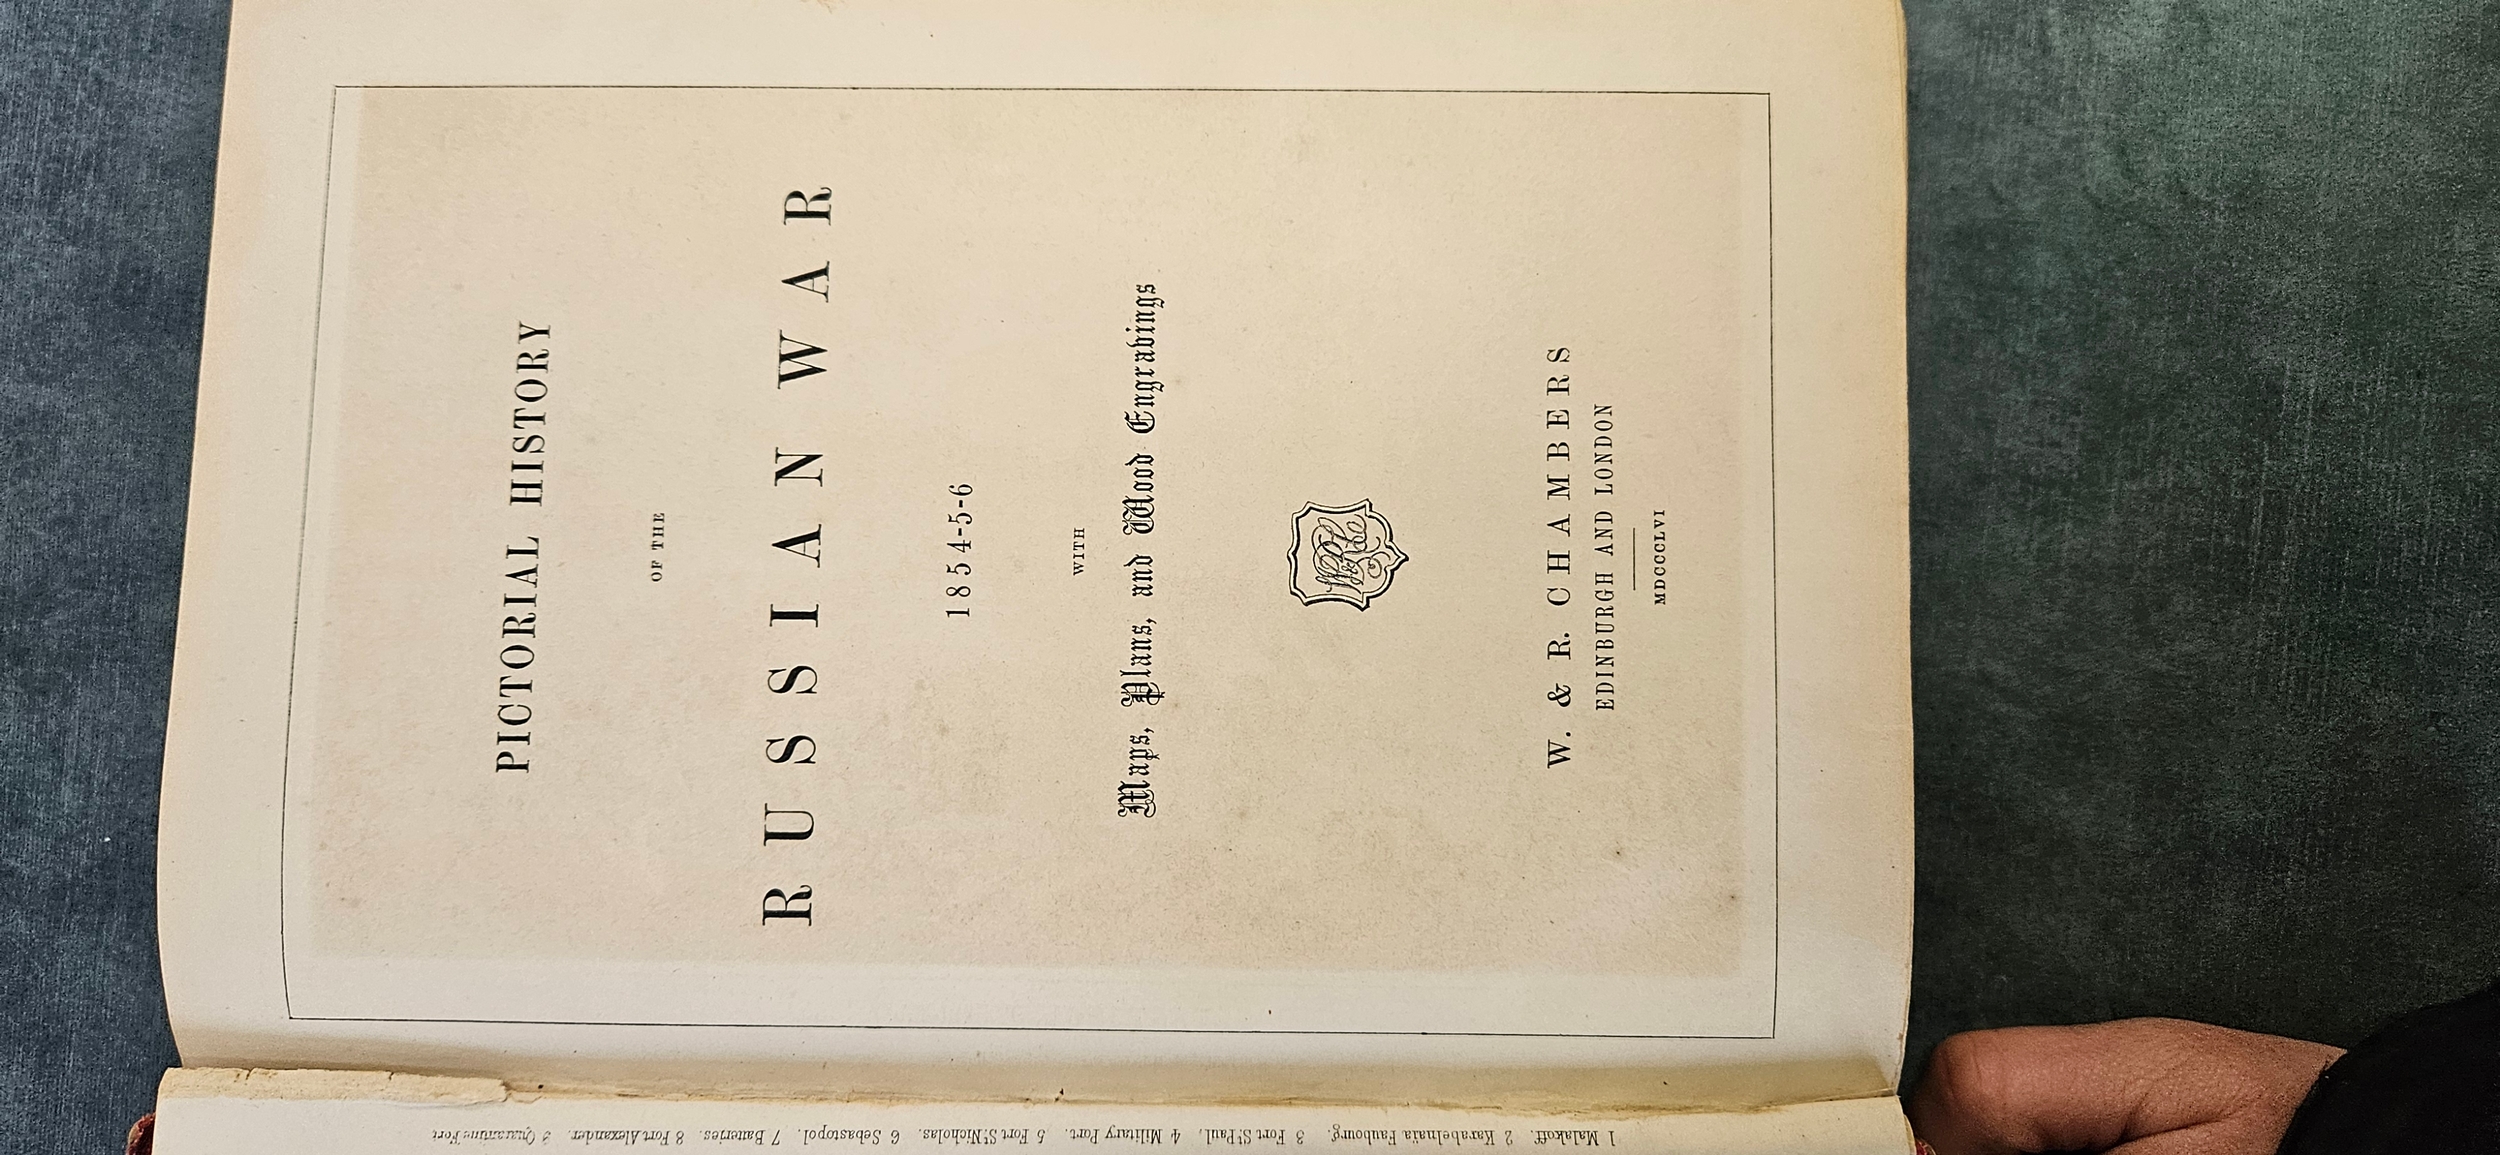 PICTORIAL HISTORY
OF THE
RUSSIAN WAR
1854-5-6
WITH
Maps, Plans, and Wood Engravings
W & R C
W. & R. CHAMBERS
EDINBURGH AND LONDON
MDCCCLVI
1 Malakoff. 2 Karabelnaia Faubourg. 3 Fort St Paul, 4 Military Port. 5 Fort St Nicholas. 6 Sebastopol. 7 Batteries. 8 Fort Alexander. 9 Quarantine Fort